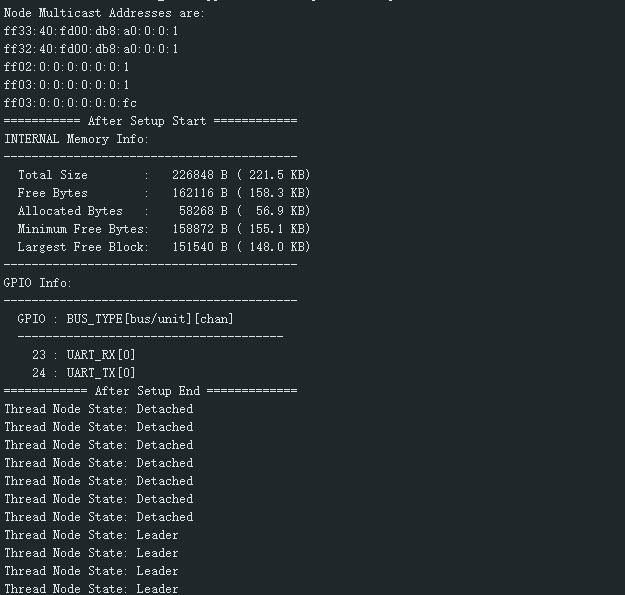 Node Multicast Addresses are:
ff33:40:fd00:db8:a0:0:0:1
ff32:40:fd00:db8:a0:0:0:1
ff02:0:0:0:0:0:0:1
ff03:0:0:0:0:0:0:1
ff03:0:0:0:0:0:0:fc
=========== After Setup Start ============
INTERNAL Memory Info:
------------------------------------------
  Total Size        :   226848 B ( 221.5 KB)
  Free Bytes        :   162116 B ( 158.3 KB)
  Allocated Bytes   :    58268 B (  56.9 KB)
  Minimum Free Bytes:   158872 B ( 155.1 KB)
  Largest Free Block:   151540 B ( 148.0 KB)
------------------------------------------
GPIO Info:
------------------------------------------
  GPIO : BUS_TYPE[bus/unit][chan]
  --------------------------------------
    23 : UART_RX[0]
    24 : UART_TX[0]
============ After Setup End =============
Thread Node State: Detached
Thread Node State: Detached
Thread Node State: Detached
Thread Node State: Detached
Thread Node State: Detached
Thread Node State: Detached
Thread Node State: Detached
Thread Node State: Leader
Thread Node State: Leader
Thread Node State: Leader
Thread Node State: Leader